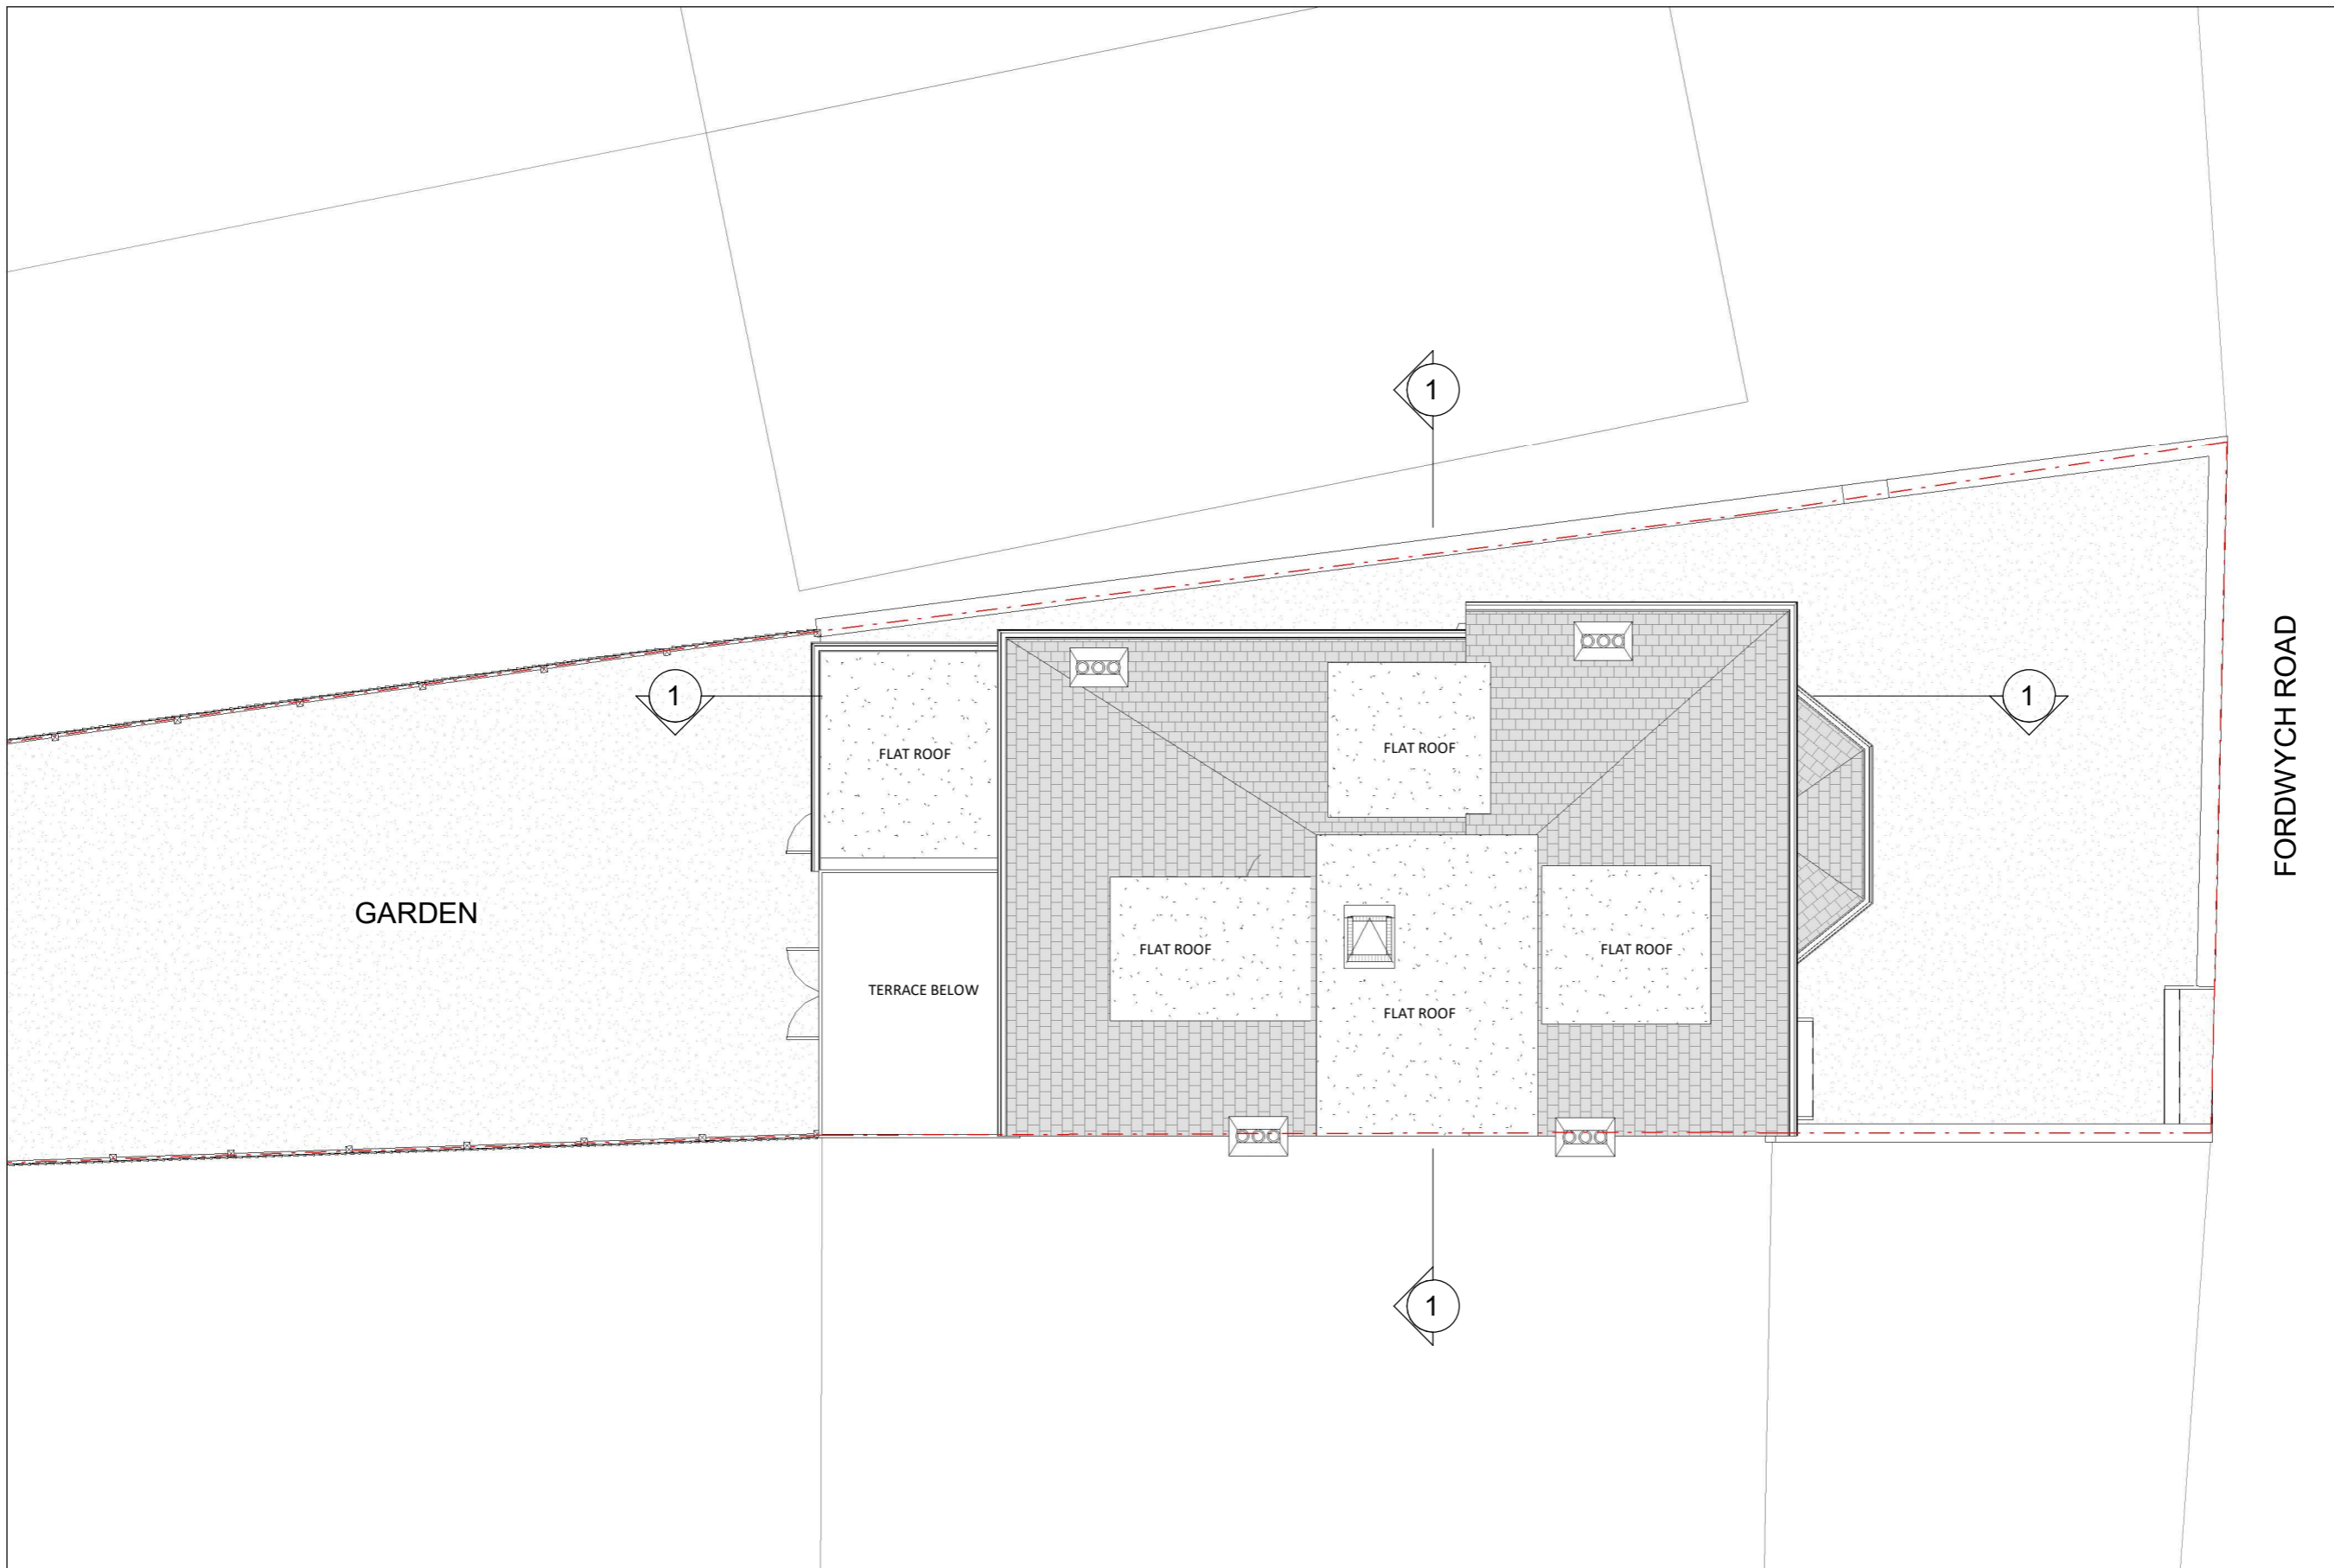 1
1
1
FORDWYCH ROAD
FLAT ROOF
FLAT ROOF
GARDEN
FLAT ROOF
FLAT ROOF
TERRACE BELOW
FLAT ROOF
1